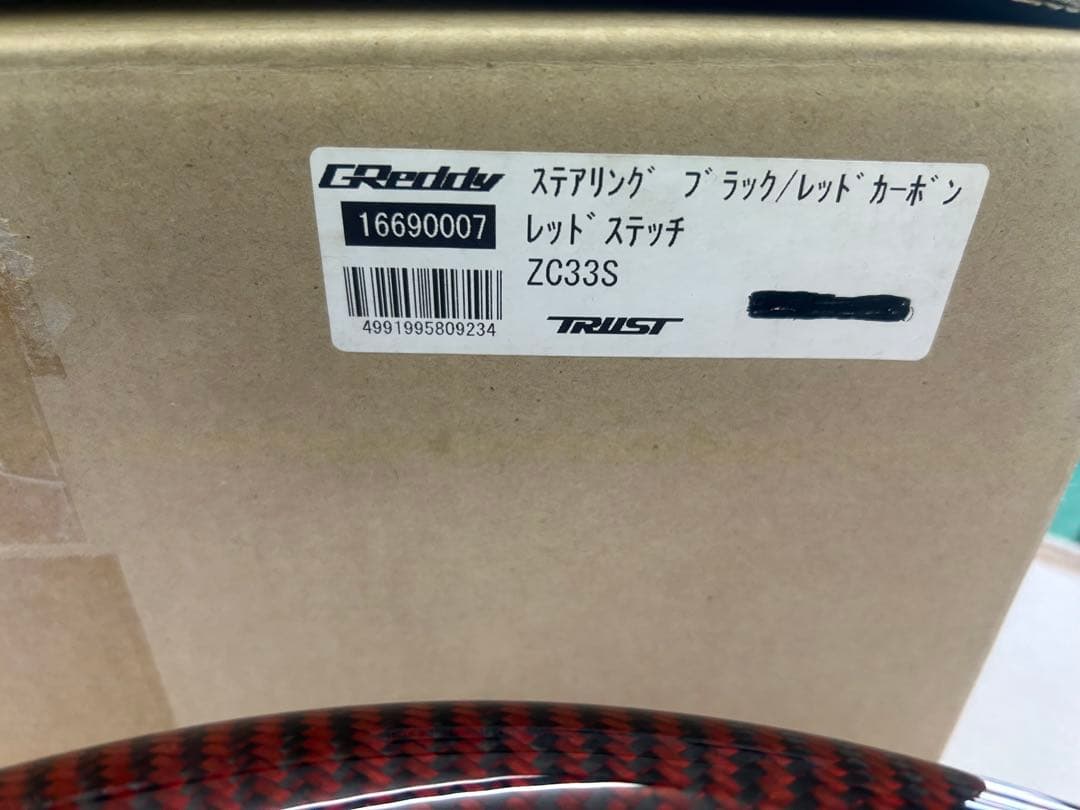 GReddy ｽﾃｱﾘﾝｸﾞ ﾌﾞﾗｯｸ/ﾚｯﾄﾞｶｰﾎﾞﾝ
16690007 ﾚｯﾄﾞｽﾃｯﾁ
ZC33S
4991995809234 TRUST